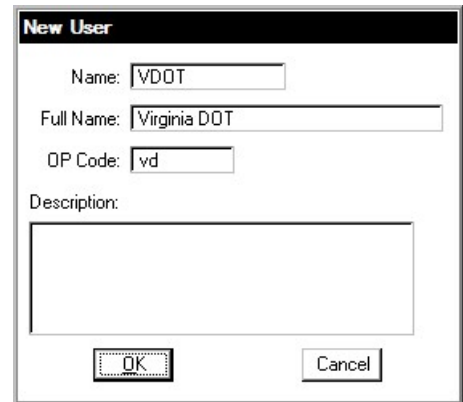 New User
Name: VDOT
Full Name: Virginia DOT
OP Code: vd
Description:
OK Cancel